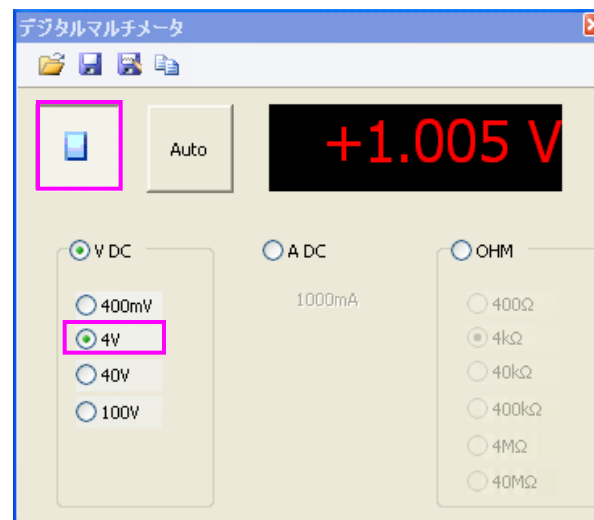 デジタルマルチメータ
Auto
+1.005 V
V DC
A DC
OHM
400mV
1000mA
400Ω
4V
4kΩ
40V
40kΩ
100V
400kΩ
4MΩ
40MΩ